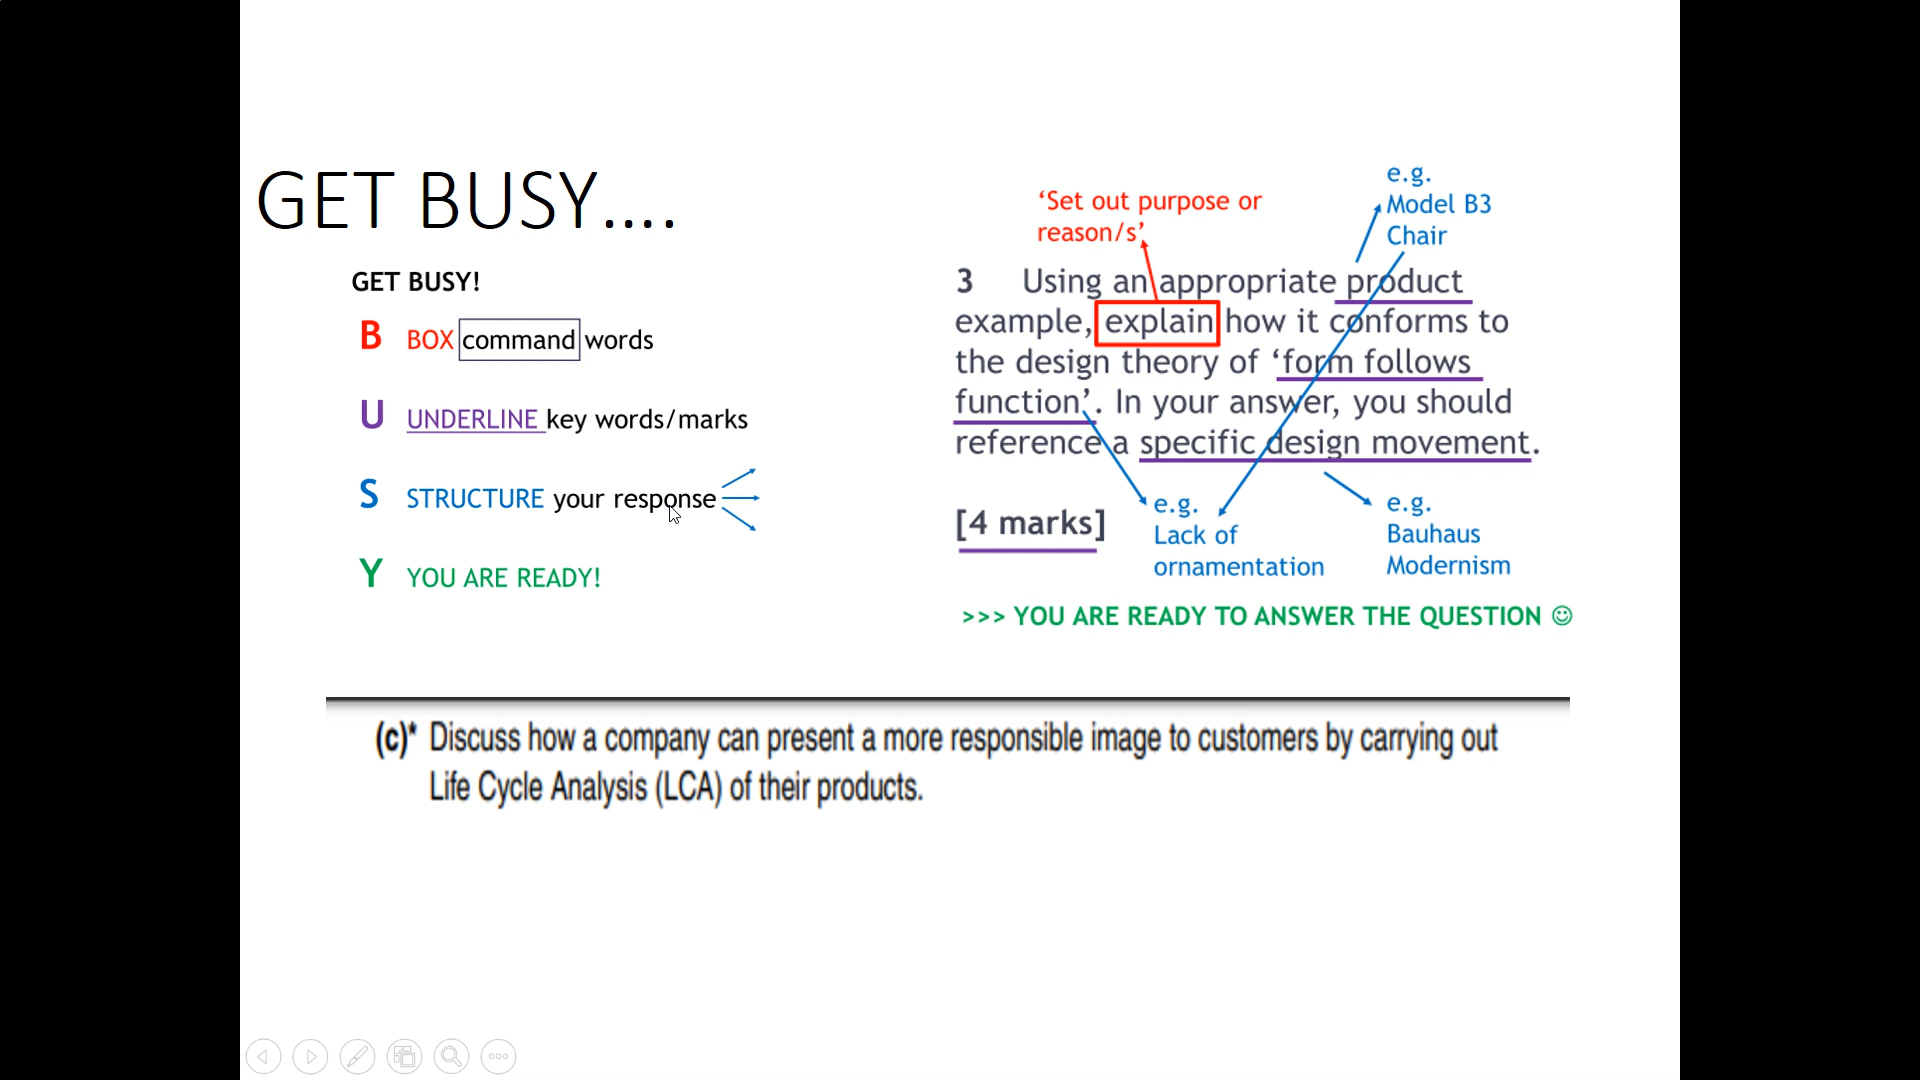 GET BUSY....
GET BUSY!
B BOX command words
U UNDERLINE key words/marks
S STRUCTURE your response
Y YOU ARE READY!
‘Set out purpose or
reason/s’
e.g.
Model B3
Chair
3 Using an appropriate product
example, explain how it conforms to
the design theory of ‘form follows
function’. In your answer, you should
reference a specific design movement.
[4 marks]
e.g.
Lack of
ornamentation
e.g.
Bauhaus
Modernism
>>> YOU ARE READY TO ANSWER THE QUESTION ☺
(c)* Discuss how a company can present a more responsible image to customers by carrying out
Life Cycle Analysis (LCA) of their products.